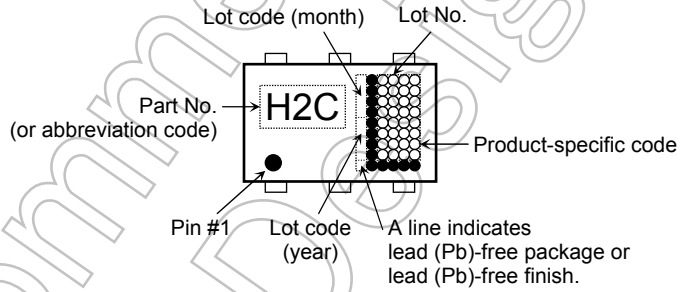 Lot code (month)
Lot No.
Part No.
(or abbreviation code)
H2C
Product-specific code
Pin #1
Lot code
(year)
A line indicates
lead (Pb)-free package or
lead (Pb)-free finish.